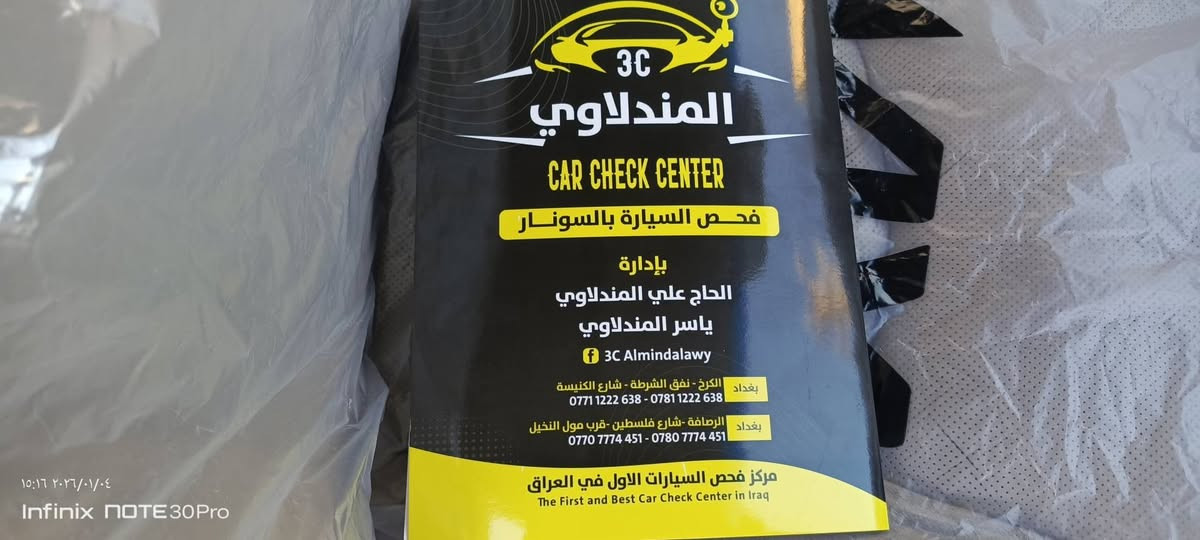 3C
المندلاوي
CAR CHECK CENTER
فحص السيارة بالسونار
بإدارة
الحاج علي المندلاوي
ياسر المندلاوي
3C Almindalawy
بغداد الكرخ - نفق الشرطة - شارع الكنيسة
0771 1222 638 - 0781 1222 638
بغداد الرصافة -شارع فلسطين -قرب مول النخيل
0770 7774 451 - 0780 7774 451
مركز فحص السيارات الاول في العراق
The First and Best Car Check Center in Iraq
١٥:١٦ ٢٠٢٦/٠١/٠٤
Infinix NOTE 30 Pro